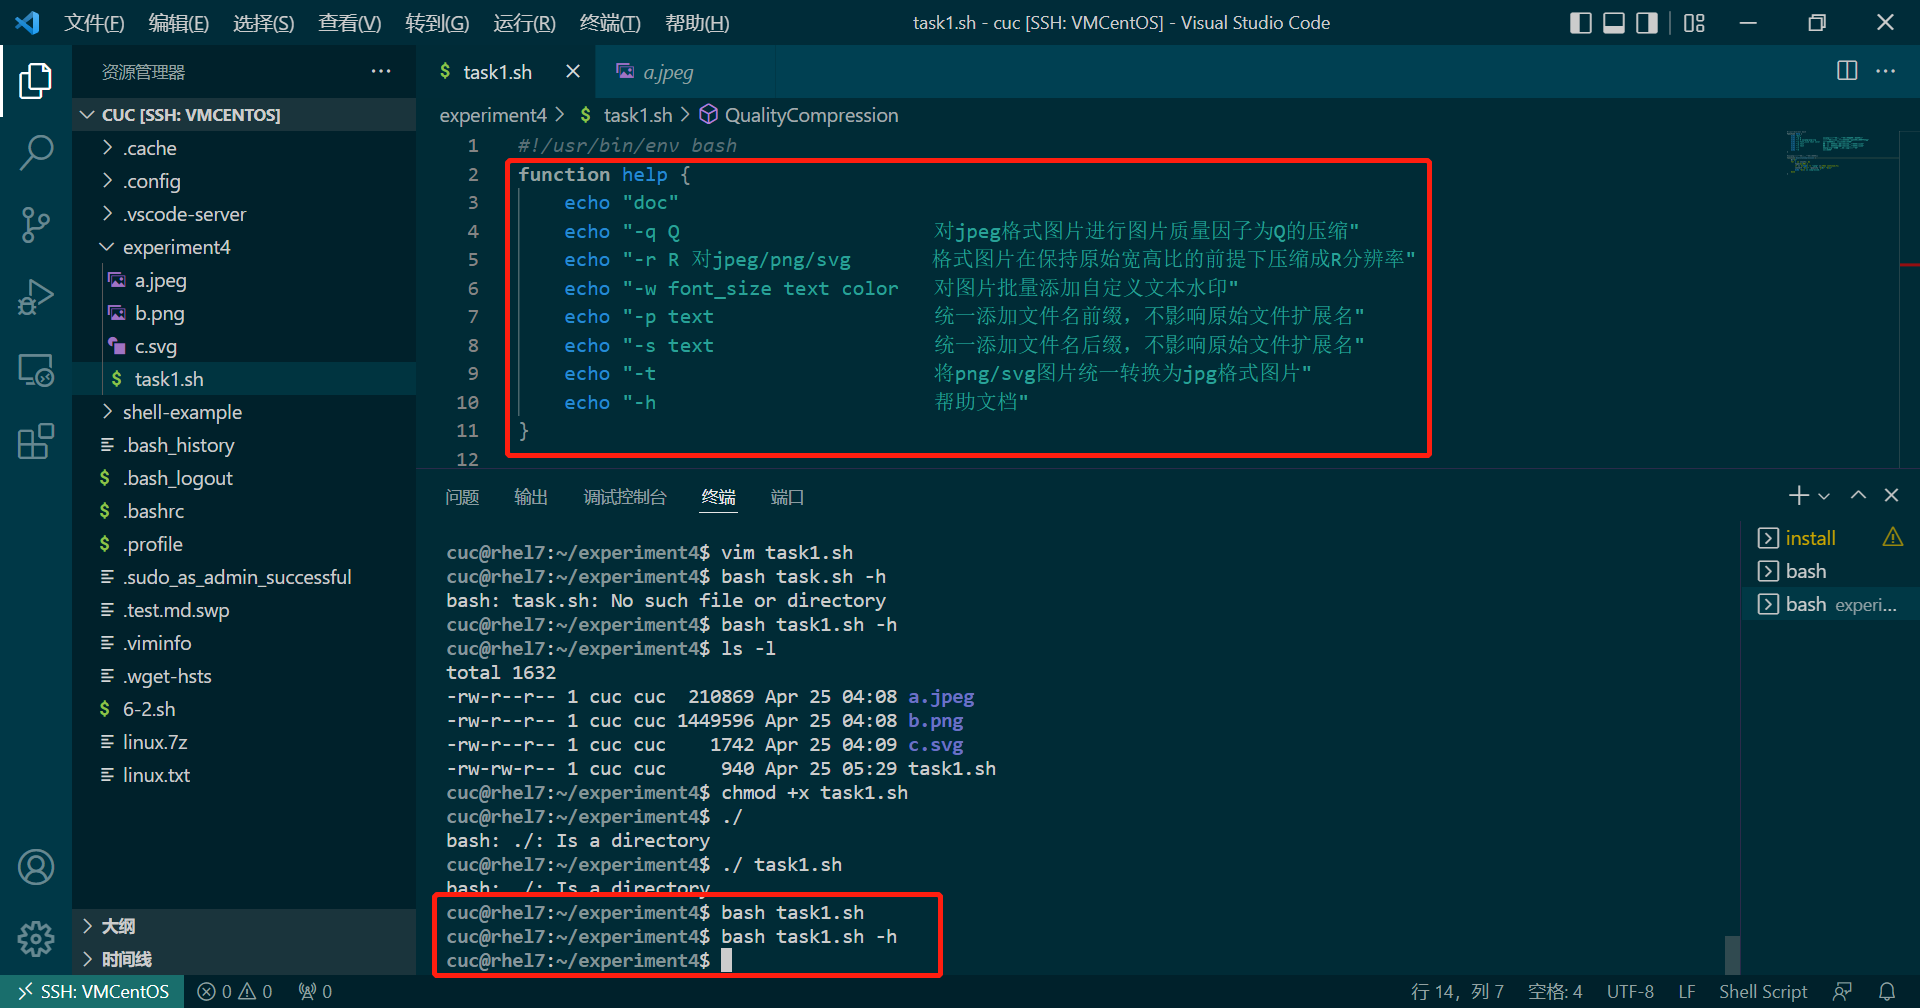 文件(F) 编辑(E) 选择(S) 查看(V) 转到(G) 运行(R) 终端(T) 帮助(H) task1.sh - cuc [SSH: VMCentOS] - Visual Studio Code
资源管理器
CUC [SSH: VMCENTOS]
.cache
.config
.vscode-server
experiment4
a.jpeg
b.png
c.svg
task1.sh
shell-example
.bash_history
.bash_logout
.bashrc
.profile
.sudo_as_admin_successful
.test.md.swp
.viminfo
.wget-hsts
6-2.sh
linux.7z
linux.txt
大纲
时间线
task1.sh a.jpeg
experiment4 > task1.sh > QualityCompression
1 #!/usr/bin/env bash
2 function help {
3 echo "doc"
4 echo "-q Q 对jpeg格式图片进行图片质量因子为Q的压缩"
5 echo "-r R 对jpeg/png/svg 格式图片在保持原始宽高比的前提下压缩成R分辨率"
6 echo "-w font_size text color 对图片批量添加自定义文本水印"
7 echo "-p text 统一添加文件名前缀，不影响原始文件扩展名"
8 echo "-s text 统一添加文件名后缀，不影响原始文件扩展名"
9 echo "-t 将png/svg图片统一转换为jpg格式图片"
10 echo "-h 帮助文档"
11 }
12
问题 输出 调试控制台 终端 端口
cuc@rhel7:~/experiment4$ vim task1.sh
cuc@rhel7:~/experiment4$ bash task.sh -h
bash: task.sh: No such file or directory
cuc@rhel7:~/experiment4$ bash task1.sh -h
cuc@rhel7:~/experiment4$ ls -l
total 1632
-rw-r--r-- 1 cuc cuc 210869 Apr 25 04:08 a.jpeg
-rw-r--r-- 1 cuc cuc 1449596 Apr 25 04:08 b.png
-rw-r--r-- 1 cuc cuc 1742 Apr 25 04:09 c.svg
-rw-rw-r-- 1 cuc cuc 940 Apr 25 05:29 task1.sh
cuc@rhel7:~/experiment4$ chmod +x task1.sh
cuc@rhel7:~/experiment4$ ./
bash: ./: Is a directory
cuc@rhel7:~/experiment4$ ./ task1.sh
bash: ./: Is a directory
cuc@rhel7:~/experiment4$ bash task1.sh
cuc@rhel7:~/experiment4$ bash task1.sh -h
cuc@rhel7:~/experiment4$
install
bash
bash experi...
SSH: VMCentOS 0 0 0 行 14，列 7 空格: 4 UTF-8 LF Shell Script